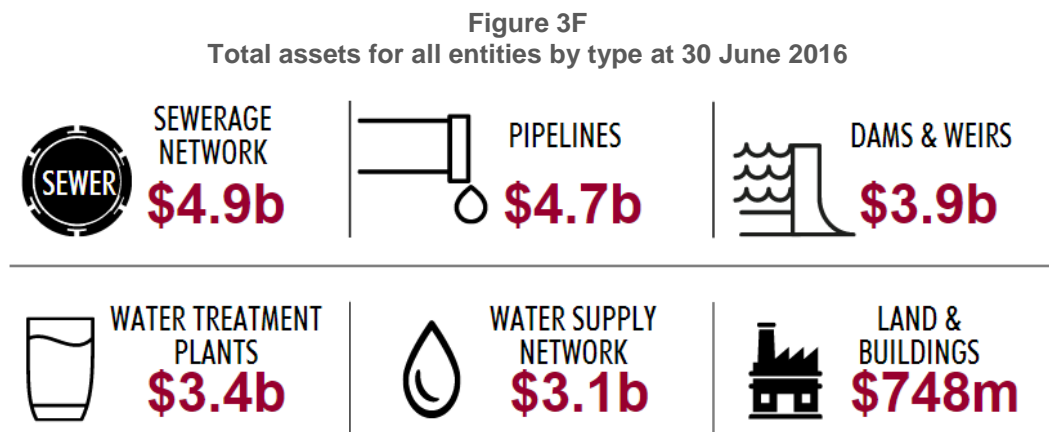 Figure 3F
Total assets for all entities by type at 30 June 2016
SEWER
SEWERAGE
NETWORK
$4.9b
PIPELINES
$4.7b
DAMS & WEIRS
$3.9b
WATER TREATMENT
PLANTS
$3.4b
WATER SUPPLY
NETWORK
$3.1b
LAND &
BUILDINGS
$748m